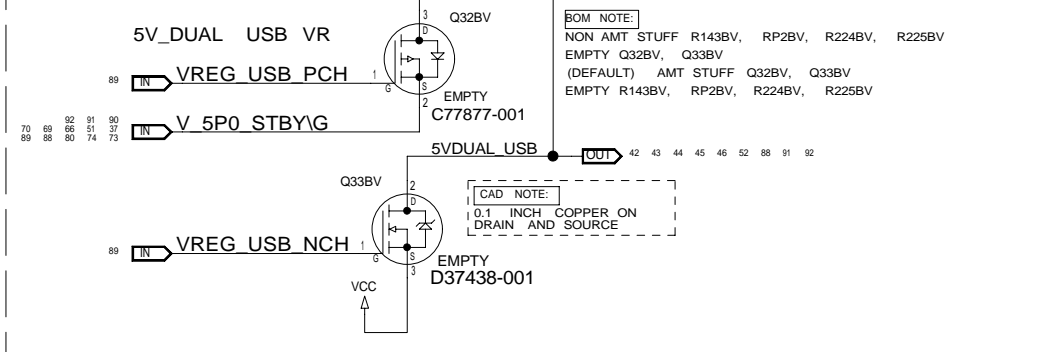 3 Q32BV
D
5V_DUAL USB VR
89 IN VREG_USB_PCH 1
G S
2 EMPTY
C77877-001
92 91 90
70 69 66 51 37
89 88 80 74 73
IN V_5P0_STBY\G
BOM NOTE:
NON AMT STUFF R143BV, RP2BV, R224BV, R225BV
EMPTY Q32BV, Q33BV
(DEFAULT) AMT STUFF Q32BV, Q33BV
EMPTY R143BV, RP2BV, R224BV, R225BV
5VDUAL_USB OUT 42 43 44 45 46 52 88 91 92
Q33BV 2
D
CAD NOTE:
0.1 INCH COPPER ON
DRAIN AND SOURCE
89 IN VREG_USB_NCH 1
G S
3 EMPTY
D37438-001
VCC